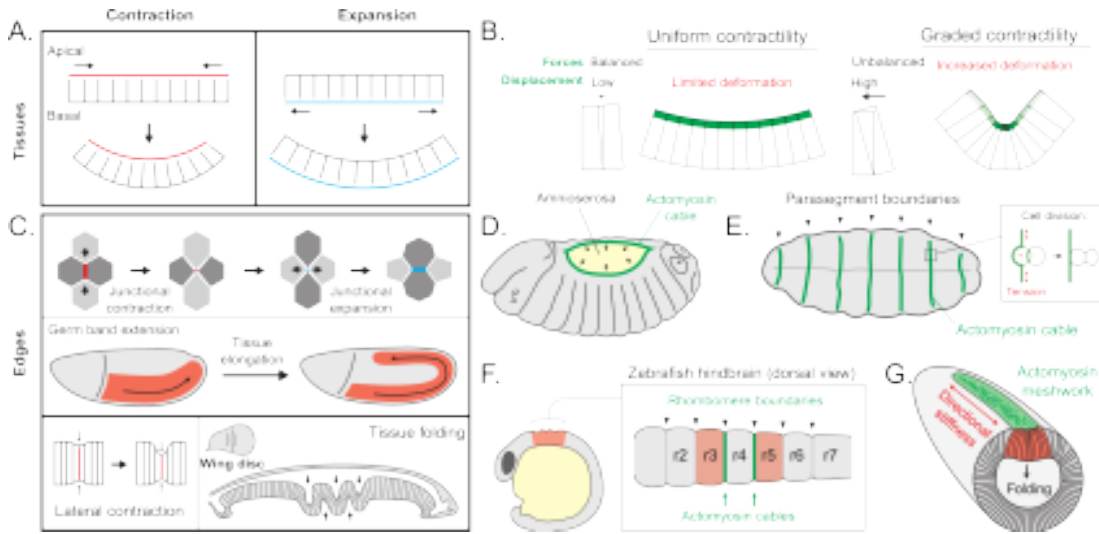 A.
Contraction
Expansion
Tissues
Apical
Basal
B.
Uniform contractility
Graded contractility
Forces Balanced
Displacement Low
Limited deformation
Unbalanced
High
Increased deformation
C.
Edges
Junctional
contraction
Junctional
expansion
Germ band extension
Tissue
elongation
Lateral contraction
Wing disc
Tissue folding
D.
Amnioserosa
Actomyosin
cable
E.
Parasegment boundaries
Cell division
Tension
Actomyosin cable
F.
Zebrafish hindbrain (dorsal view)
Rhombomere boundaries
r2 r3 r4 r5 r6 r7
Actomyosin cables
G.
Actomyosin
meshwork
Directional
stiffness
Folding